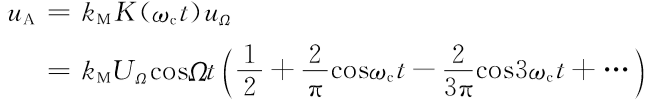 u_A = k_M K(ω_c t)u_Ω
= k_M U_Ω cosΩt(1/2 + 2/π cosω_c t − 2/3π cos3ω_c t + ⋯)